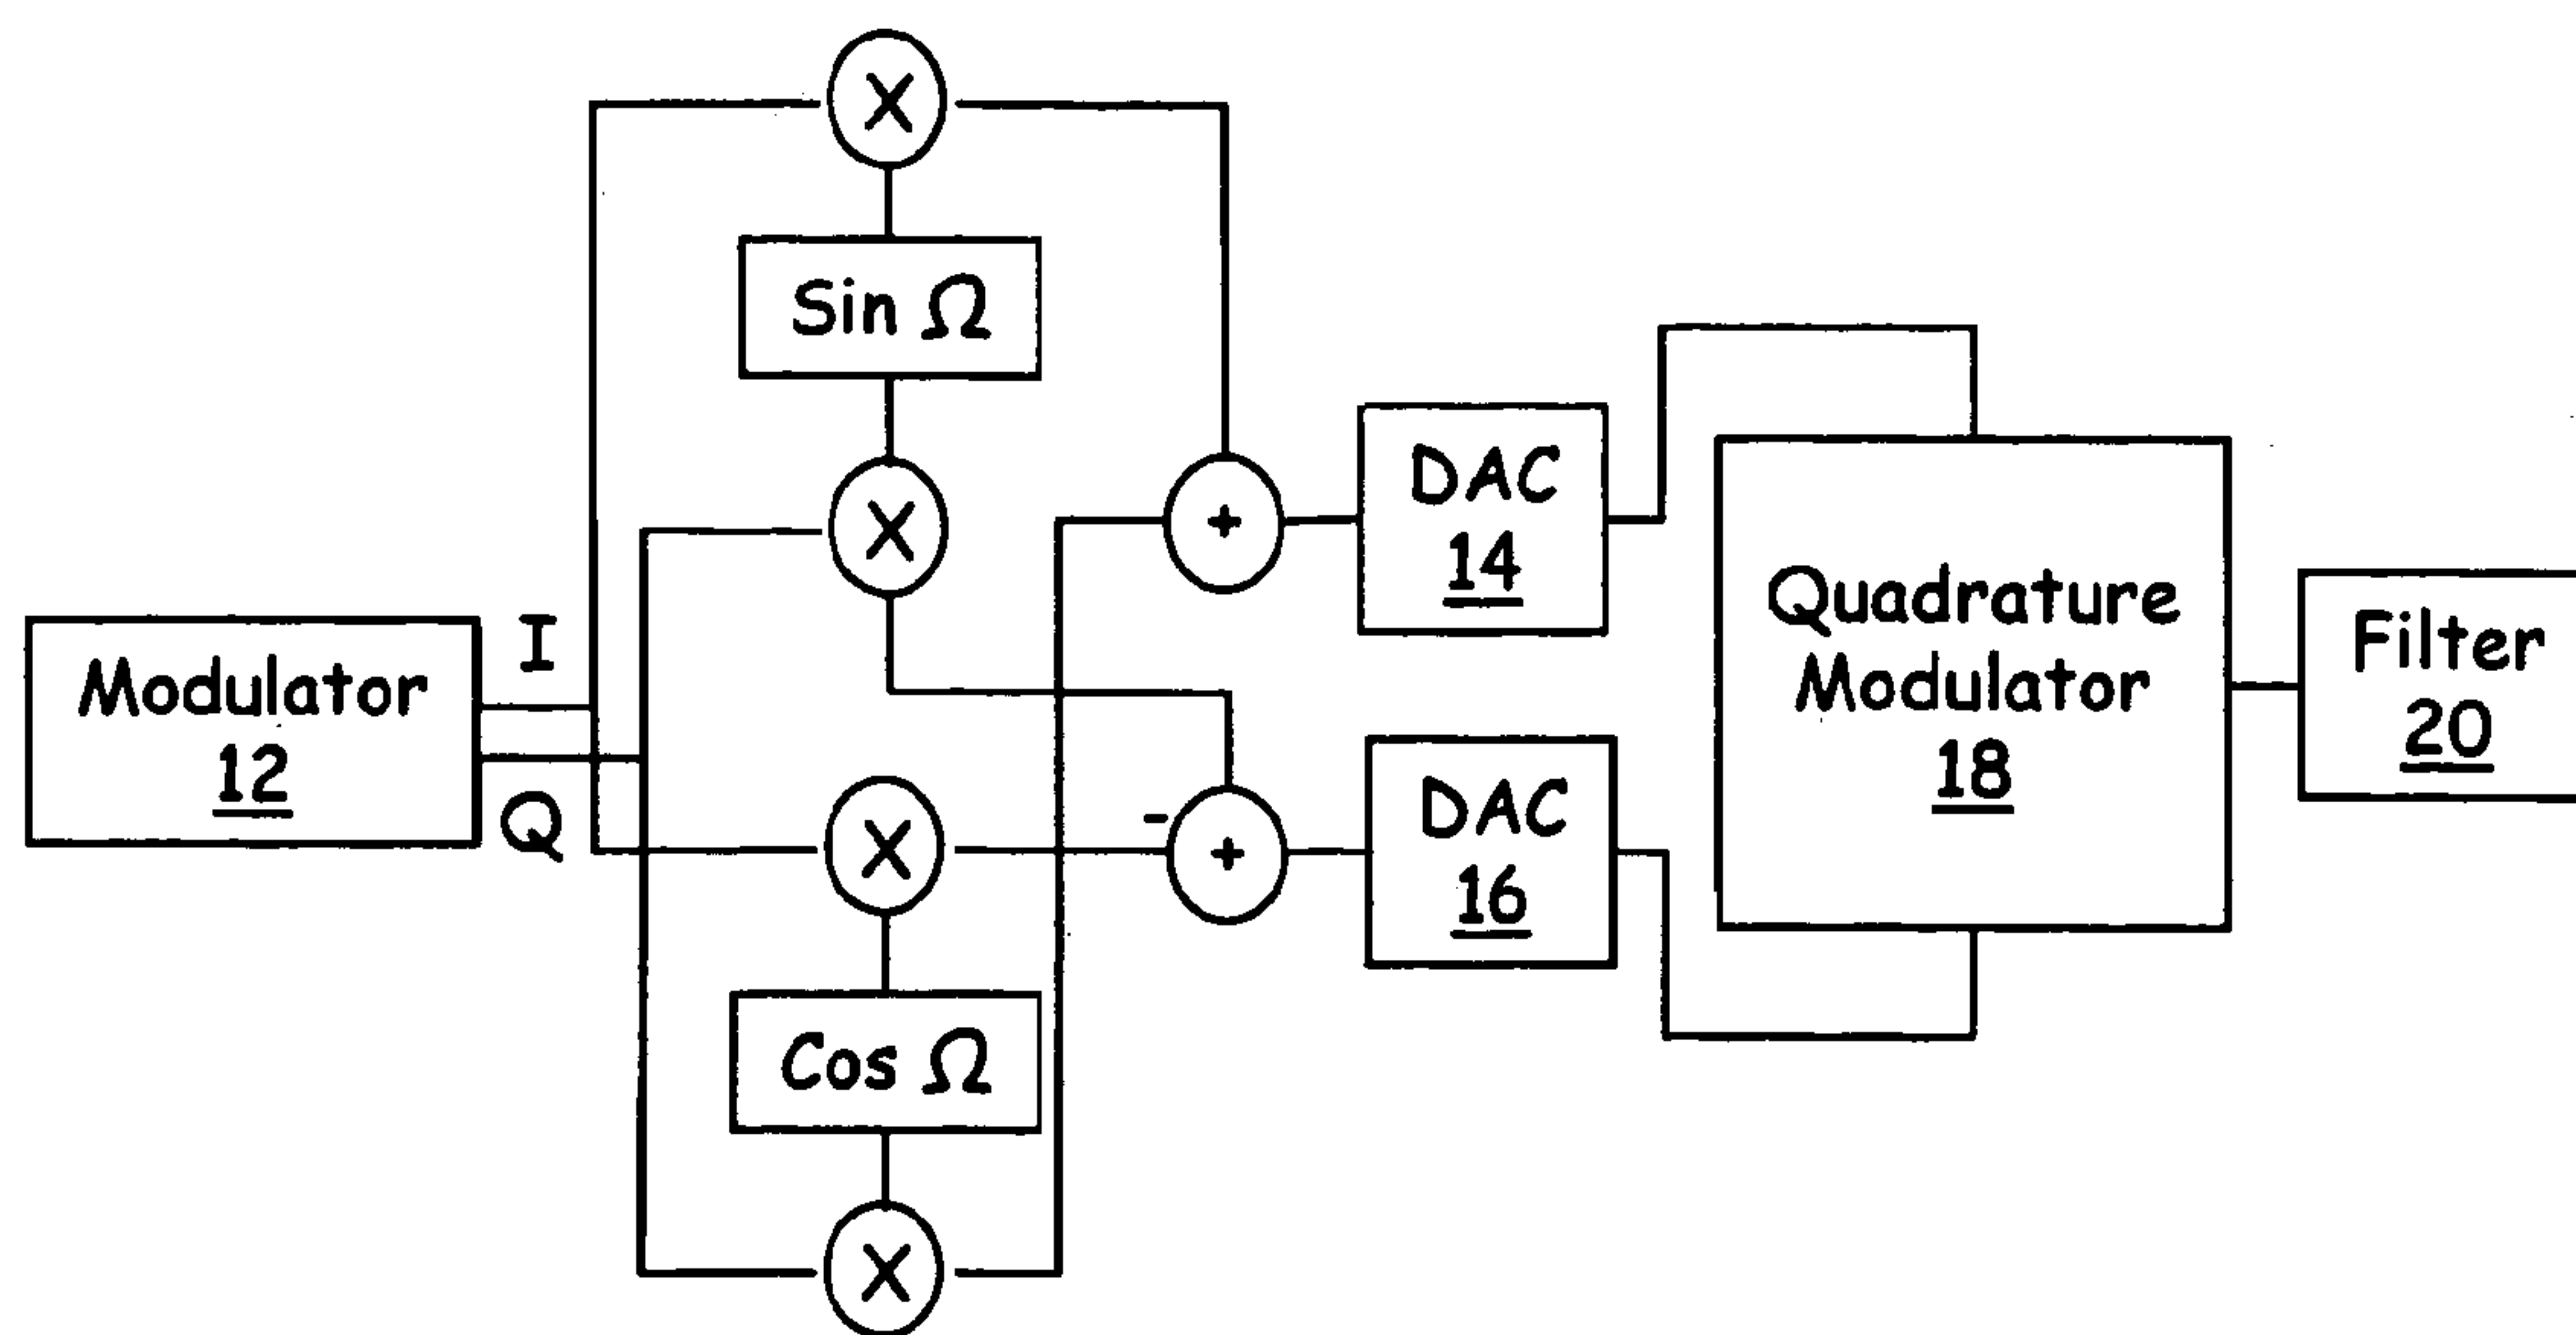 X
Sin Ω
X
Modulator
12
I
Q
X
Cos Ω
X
+
-
+
DAC
14
DAC
16
Quadrature
Modulator
18
Filter
20